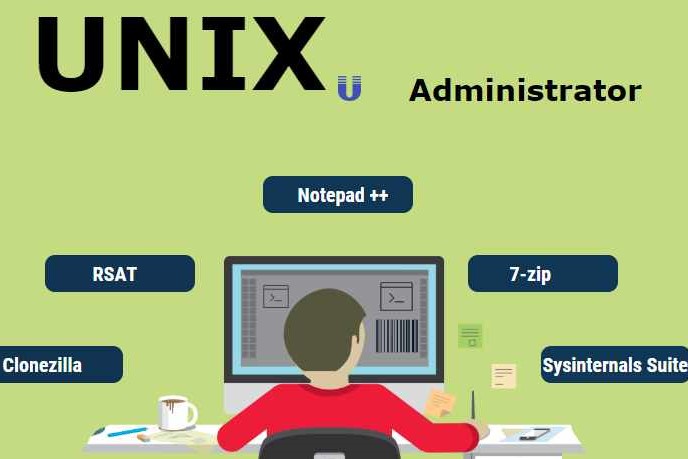 UNIX
U
Administrator
Notepad ++
RSAT
7-zip
Clonezilla
Sysinternals Suite